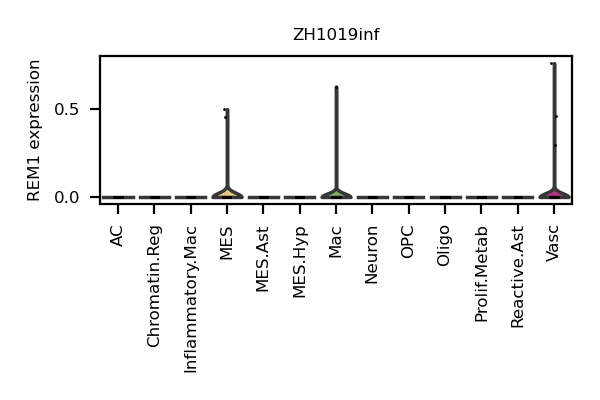 ZH1019inf
REM1 expression
0.5
0.0
AC
Chromatin.Reg
Inflammatory.Mac
MES
MES.Ast
MES.Hyp
Mac
Neuron
OPC
Oligo
Prolif.Metab
Reactive.Ast
Vasc